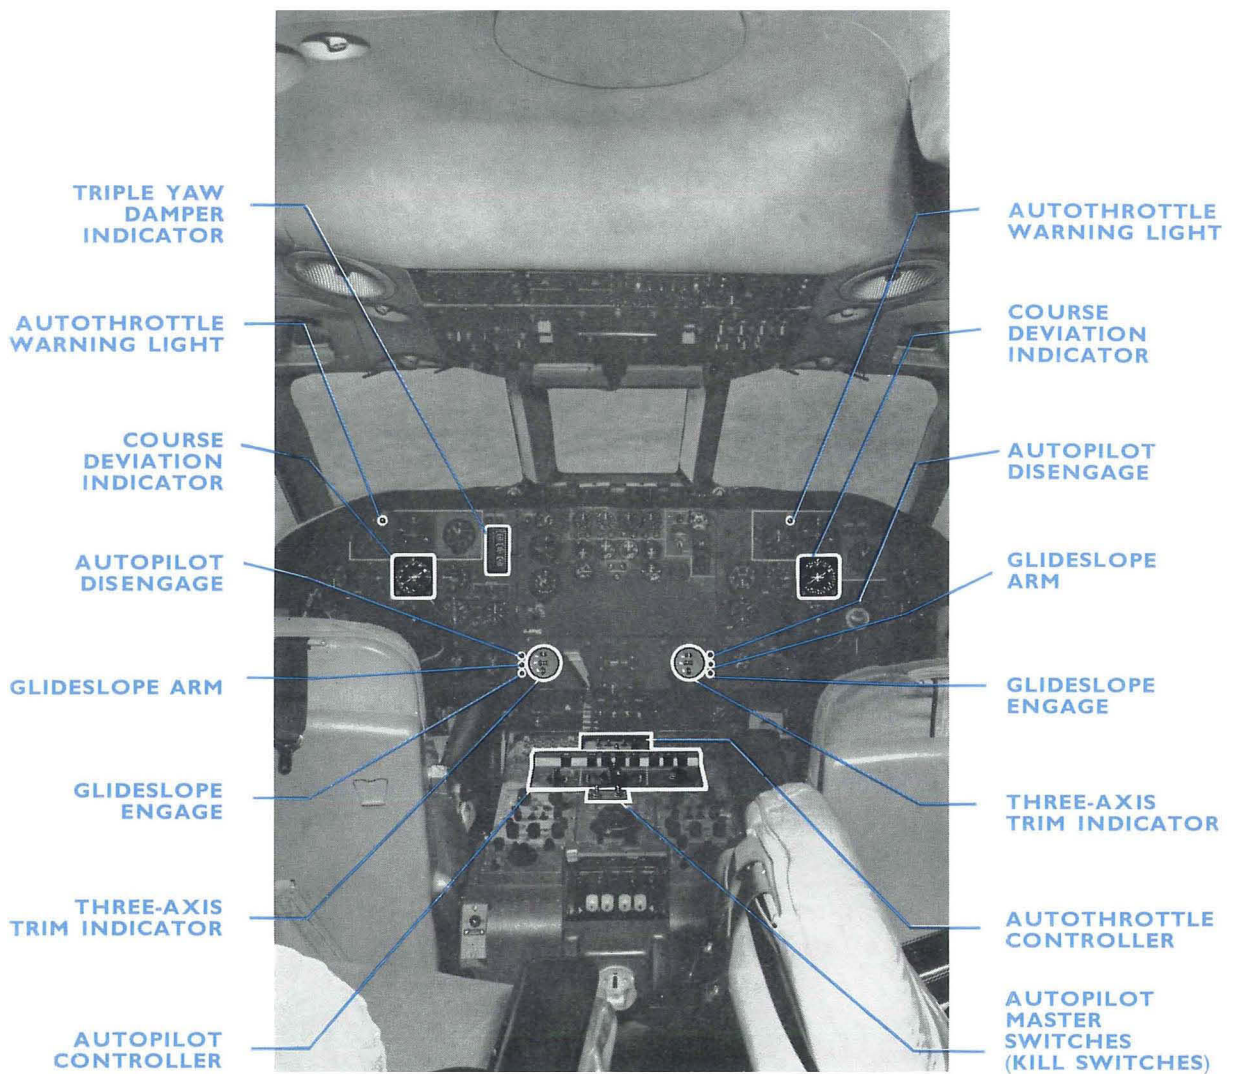 TRIPLE YAW
DAMPER
INDICATOR
AUTOTHROTTLE
WARNING LIGHT
COURSE
DEVIATION
INDICATOR
AUTOPILOT
DISENGAGE
GLIDESLOPE ARM
GLIDESLOPE
ENGAGE
THREE-AXIS
TRIM INDICATOR
AUTOPILOT
CONTROLLER
AUTOTHROTTLE
WARNING LIGHT
COURSE
DEVIATION
INDICATOR
AUTOPILOT
DISENGAGE
GLIDESLOPE
ARM
GLIDESLOPE
ENGAGE
THREE-AXIS
TRIM INDICATOR
AUTOTHROTTLE
CONTROLLER
AUTOPILOT
MASTER
SWITCHES
(KILL SWITCHES)